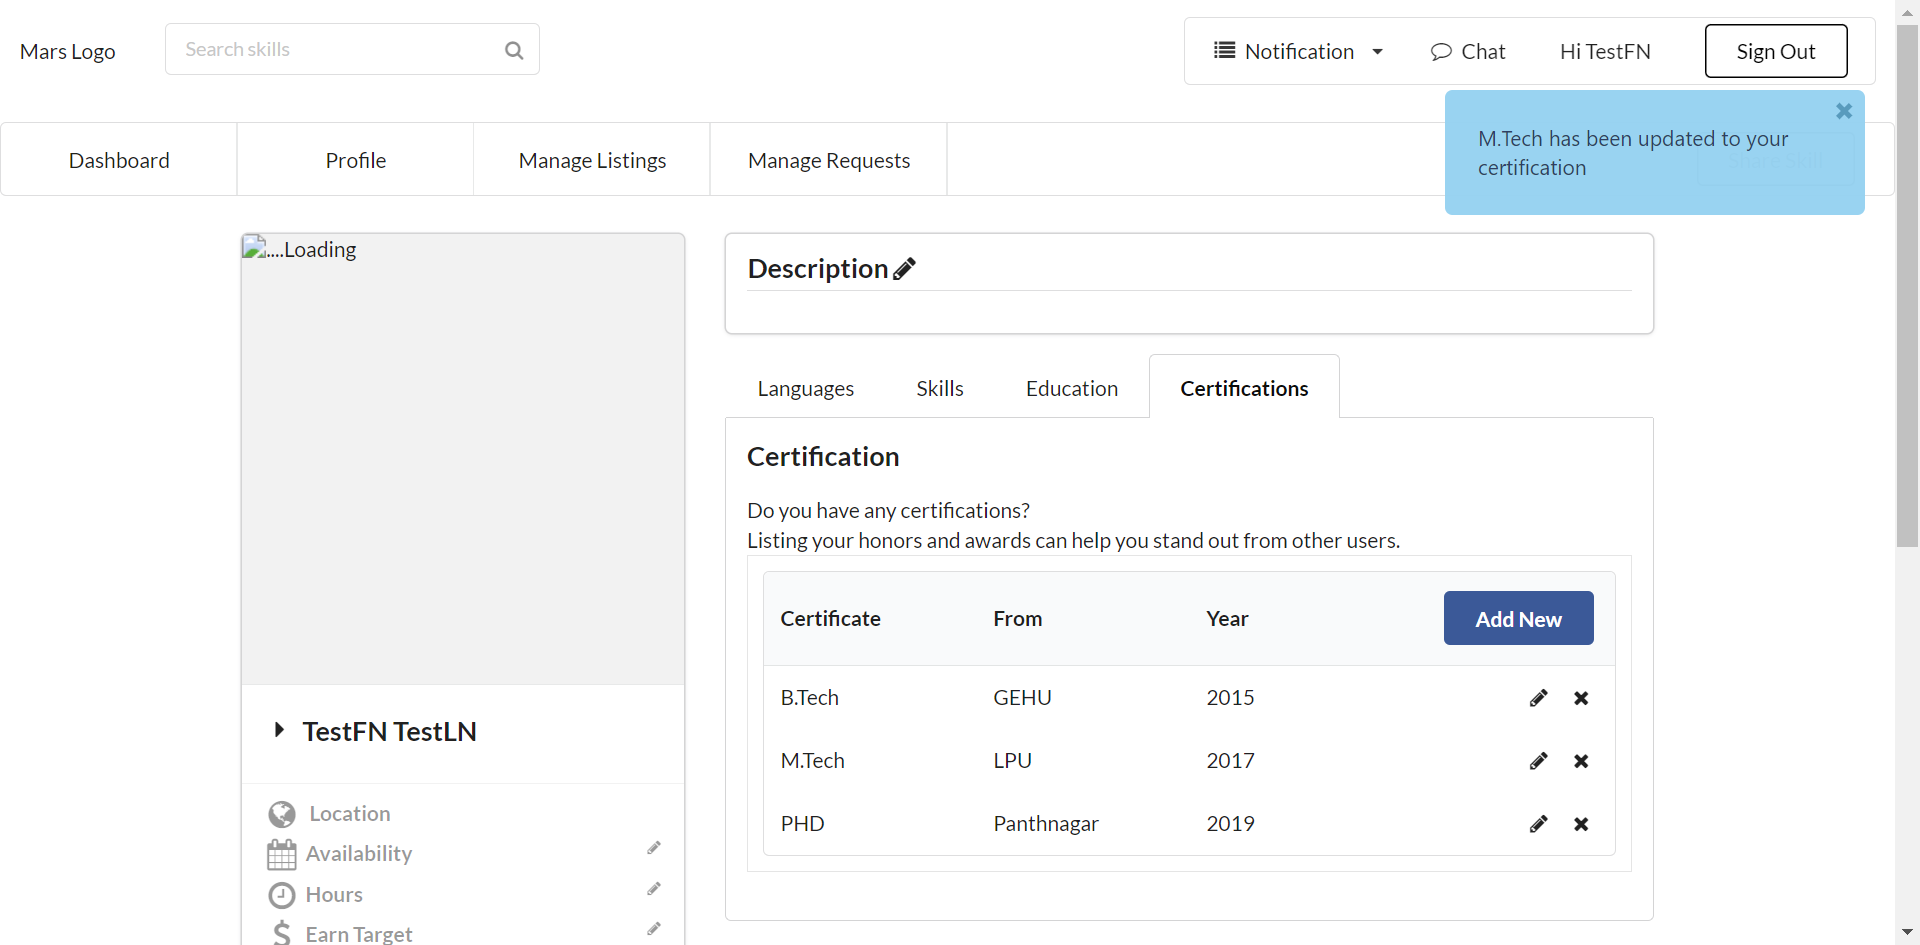 Mars Logo
Search skills
Notification
Chat
Hi TestFN
Sign Out
M.Tech has been updated to your
certification
Dashboard
Profile
Manage Listings
Manage Requests
....Loading
Description
Languages
Skills
Education
Certifications
Certification
Do you have any certifications?
Listing your honors and awards can help you stand out from other users.
Certificate From Year Add New
B.Tech GEHU 2015
M.Tech LPU 2017
PHD Panthnagar 2019
TestFN TestLN
Location
Availability
Hours
Earn Target